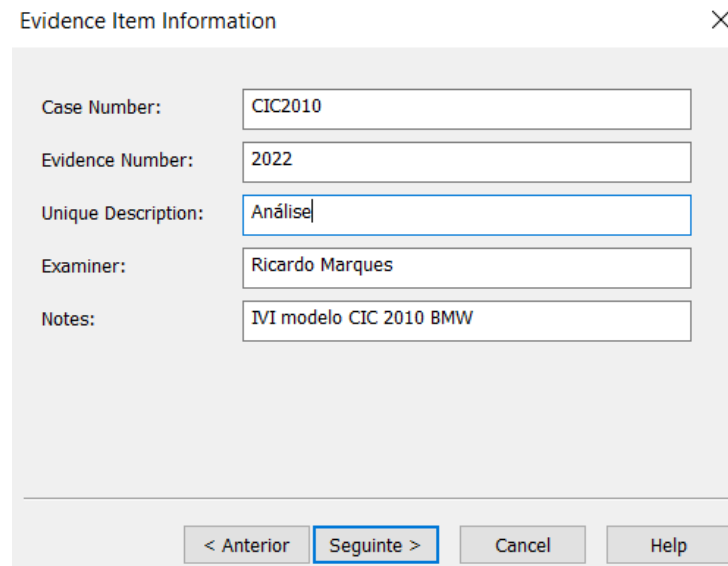 Evidence Item Information
Case Number: CIC2010
Evidence Number: 2022
Unique Description: Análise
Examiner: Ricardo Marques
Notes: IVI modelo CIC 2010 BMW
< Anterior Seguinte > Cancel Help